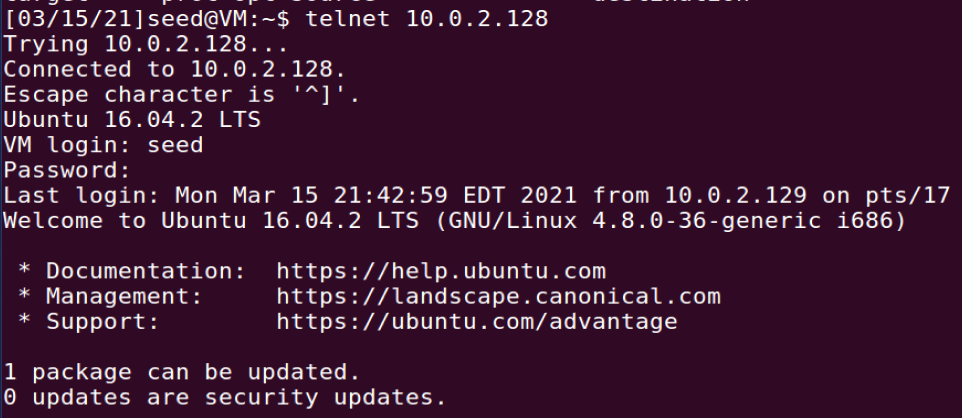 [03/15/21]seed@VM:~$ telnet 10.0.2.128
Trying 10.0.2.128...
Connected to 10.0.2.128.
Escape character is '^]'.
Ubuntu 16.04.2 LTS
VM login: seed
Password:
Last login: Mon Mar 15 21:42:59 EDT 2021 from 10.0.2.129 on pts/17
Welcome to Ubuntu 16.04.2 LTS (GNU/Linux 4.8.0-36-generic i686)
* Documentation:  https://help.ubuntu.com
* Management:     https://landscape.canonical.com
* Support:        https://ubuntu.com/advantage
1 package can be updated.
0 updates are security updates.